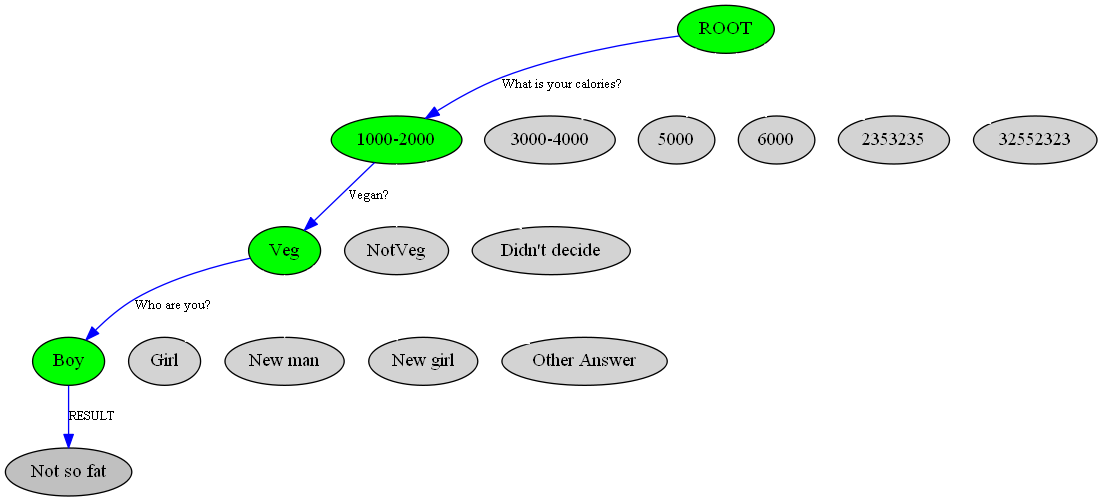 ROOT
What is your calories?
1000-2000
3000-4000
5000
6000
2353235
32552323
Vegan?
Veg
NotVeg
Didn't decide
Who are you?
Boy
Girl
New man
New girl
Other Answer
RESULT
Not so fat